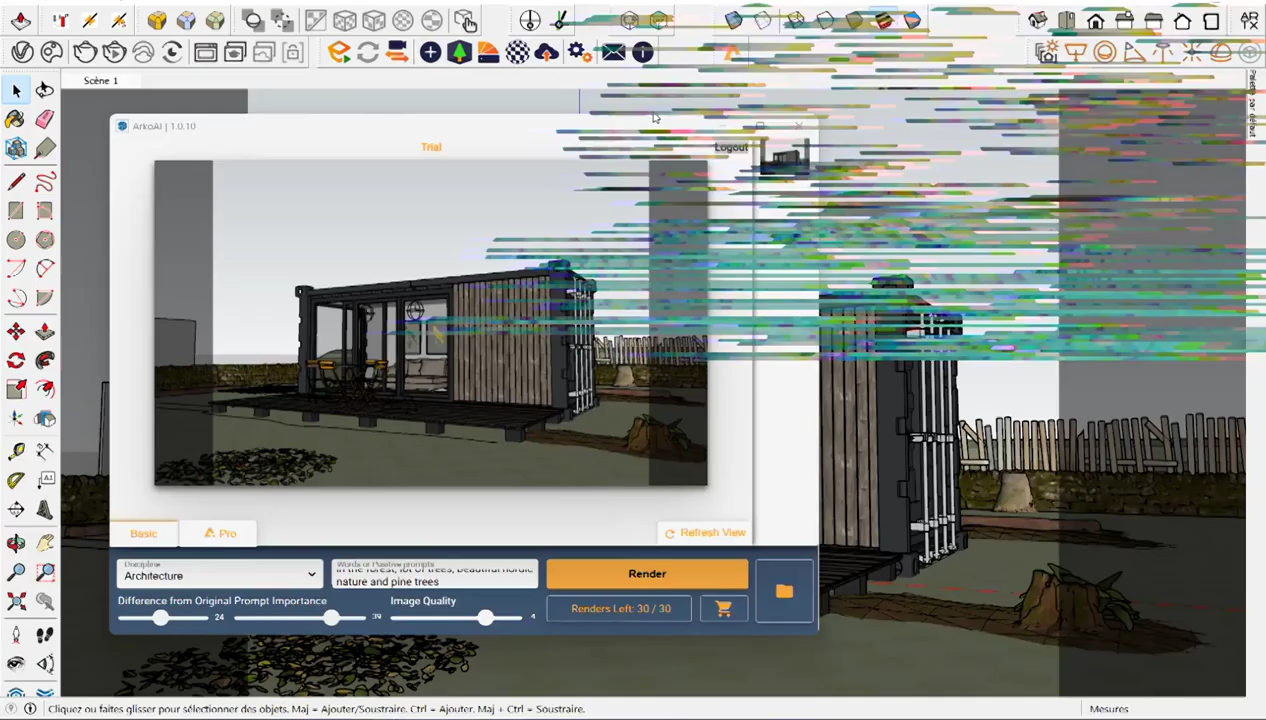 Scène 1
ArkoAI | 1.0.10
Trial
Logout
Palette par défaut
Basic
Pro
Refresh View
Discipline
Architecture
Words or Positive prompts
in the forest, lot of trees, beautiful nordic
nature and pine trees
Render
Difference from Original Prompt Importance
24
39
Image Quality
4
Renders Left: 30 / 30
Cliquez ou faites glisser pour sélectionner des objets. Maj = Ajouter/Soustraire. Ctrl = Ajouter. Maj + Ctrl = Soustraire.
Mesures